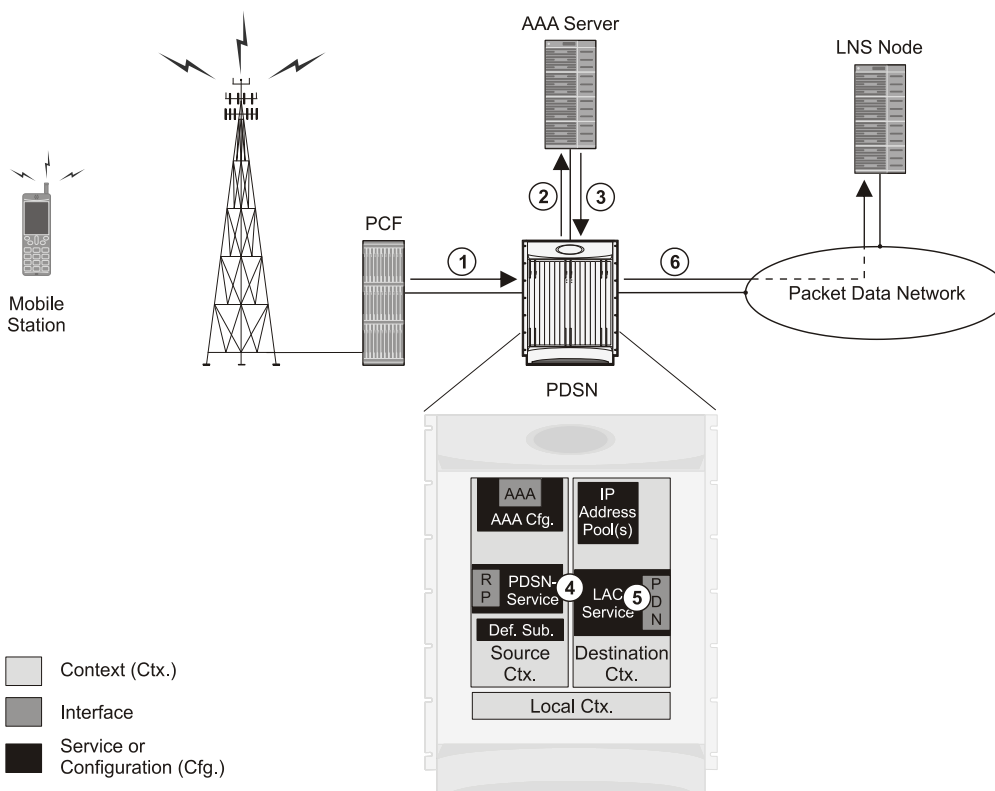 AAA Server
LNS Node
2
3
PCF
1
6
Mobile
Station
Packet Data Network
PDSN
AAA
AAA Cfg.
IP
Address
Pool(s)
R
P
PDSN-
Service
4
LAC
Service
5
P
D
N
Def. Sub.
Source
Ctx.
Destination
Ctx.
Local Ctx.
Context (Ctx.)
Interface
Service or
Configuration (Cfg.)